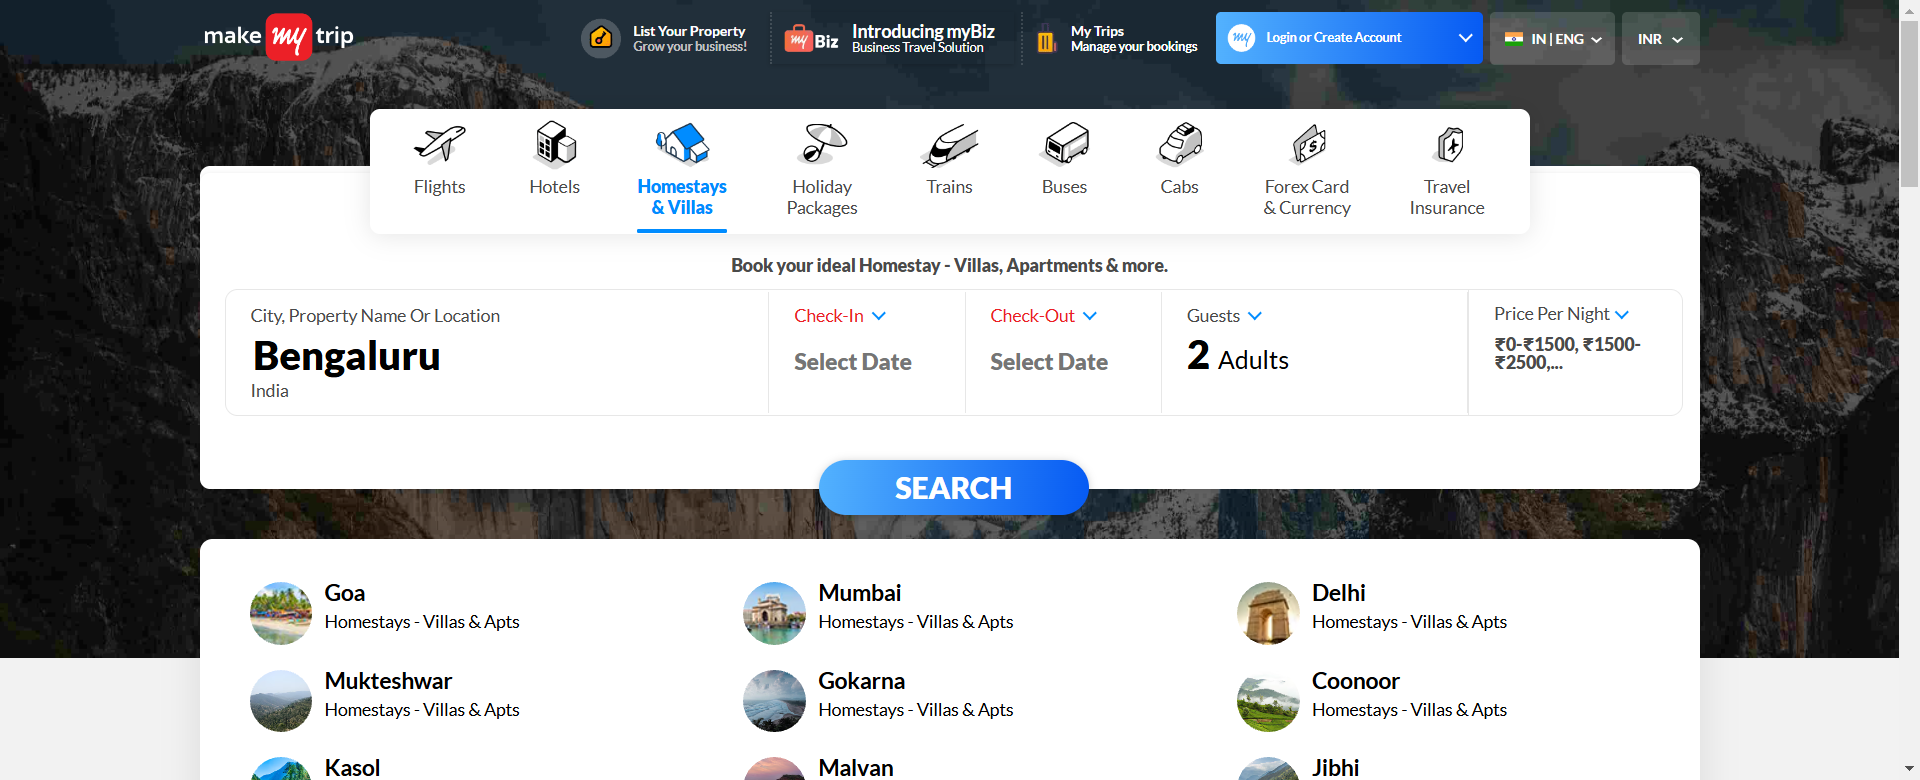 make my trip
List Your Property
Grow your business!
my Biz
Introducing myBiz
Business Travel Solution
My Trips
Manage your bookings
my Login or Create Account
IN | ENG
INR
Flights
Hotels
Homestays
& Villas
Holiday
Packages
Trains
Buses
Cabs
Forex Card
& Currency
Travel
Insurance
Book your ideal Homestay - Villas, Apartments & more.
City, Property Name Or Location
Bengaluru
India
Check-In
Select Date
Check-Out
Select Date
Guests
2 Adults
Price Per Night
₹0-₹1500, ₹1500-
₹2500,...
SEARCH
Goa
Homestays - Villas & Apts
Mumbai
Homestays - Villas & Apts
Delhi
Homestays - Villas & Apts
Mukteshwar
Homestays - Villas & Apts
Gokarna
Homestays - Villas & Apts
Coonoor
Homestays - Villas & Apts
Kasol
Malvan
Jibhi